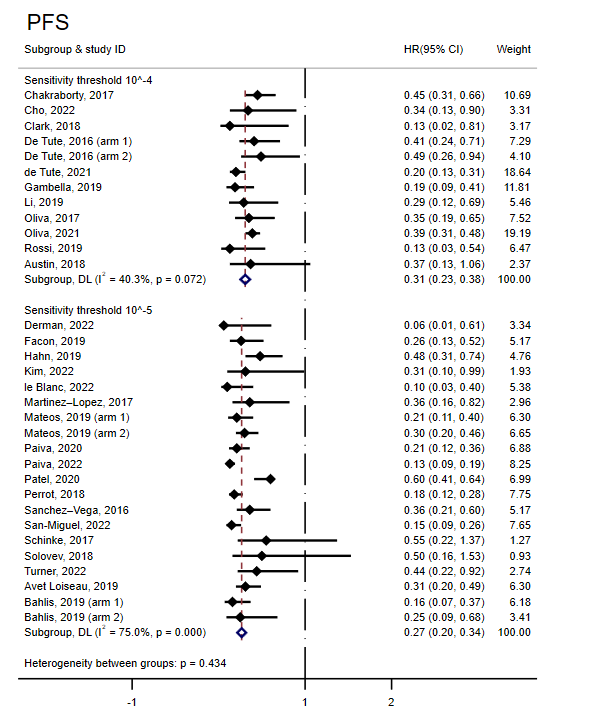 PFS
Subgroup & study ID HR(95% CI) Weight
Sensitivity threshold 10^-4
Chakraborty, 2017 0.45 (0.31, 0.66) 10.69
Cho, 2022 0.34 (0.13, 0.90) 3.31
Clark, 2018 0.13 (0.02, 0.81) 3.17
De Tute, 2016 (arm 1) 0.41 (0.24, 0.71) 7.29
De Tute, 2016 (arm 2) 0.49 (0.26, 0.94) 4.10
de Tute, 2021 0.20 (0.13, 0.31) 18.64
Gambella, 2019 0.19 (0.09, 0.41) 11.81
Li, 2019 0.29 (0.12, 0.69) 5.46
Oliva, 2017 0.35 (0.19, 0.65) 7.52
Oliva, 2021 0.39 (0.31, 0.48) 19.19
Rossi, 2019 0.13 (0.03, 0.54) 6.47
Austin, 2018 0.37 (0.13, 1.06) 2.37
Subgroup, DL (I² = 40.3%, p = 0.072) 0.31 (0.23, 0.38) 100.00
Sensitivity threshold 10^-5
Derman, 2022 0.06 (0.01, 0.61) 3.34
Facon, 2019 0.26 (0.13, 0.52) 5.17
Hahn, 2019 0.48 (0.31, 0.74) 4.76
Kim, 2022 0.31 (0.10, 0.99) 1.93
le Blanc, 2022 0.10 (0.03, 0.40) 5.38
Martinez–Lopez, 2017 0.36 (0.16, 0.82) 2.96
Mateos, 2019 (arm 1) 0.21 (0.11, 0.40) 6.30
Mateos, 2019 (arm 2) 0.30 (0.20, 0.46) 6.65
Paiva, 2020 0.21 (0.12, 0.36) 6.88
Paiva, 2022 0.13 (0.09, 0.19) 8.25
Patel, 2020 0.60 (0.41, 0.64) 6.99
Perrot, 2018 0.18 (0.12, 0.28) 7.75
Sanchez–Vega, 2016 0.36 (0.21, 0.60) 5.17
San-Miguel, 2022 0.15 (0.09, 0.26) 7.65
Schinke, 2017 0.55 (0.22, 1.37) 1.27
Solovev, 2018 0.50 (0.16, 1.53) 0.93
Turner, 2022 0.44 (0.22, 0.92) 2.74
Avet Loiseau, 2019 0.31 (0.20, 0.49) 6.30
Bahlis, 2019 (arm 1) 0.16 (0.07, 0.37) 6.18
Bahlis, 2019 (arm 2) 0.25 (0.09, 0.68) 3.41
Subgroup, DL (I² = 75.0%, p = 0.000) 0.27 (0.20, 0.34) 100.00
Heterogeneity between groups: p = 0.434
-1 1 2